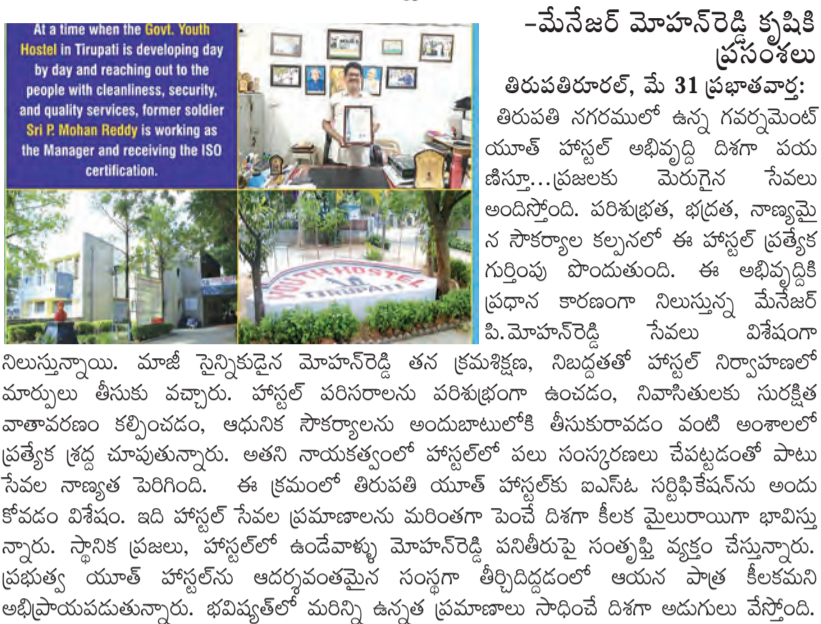 At a time when the Govt. Youth
Hostel in Tirupati is developing day
by day and reaching out to the
people with cleanliness, security,
and quality services, former soldier
Sri P. Mohan Reddy is working as
the Manager and receiving the ISO
certification.
YOUTH HOSTEL
TIRUPATI
-మేనేజర్ మోహన్‌రెడ్డి కృషికి
ప్రసంశలు
తిరుపతిరూరల్, మే 31 ప్రభాతవార్త:
తిరుపతి నగరములో ఉన్న గవర్నమెంట్
యూత్ హాస్టల్ అభివృద్ది దిశగా పయ
ణిస్తూ...ప్రజలకు మెరుగైన సేవలు
అందిస్తోంది. పరిశుభ్రత, భద్రత, నాణ్యమై
న సౌకర్యాల కల్పనలో ఈ హాస్టల్ ప్రత్యేక
గుర్తింపు పొందుతుంది. ఈ అభివృద్దికి
ప్రధాన కారణంగా నిలుస్తున్న మేనేజర్
పి.మోహన్‌రెడ్డి సేవలు విశేషంగా
నిలుస్తున్నాయి. మాజీ సైన్నికుడైన మోహన్‌రెడ్డి తన క్రమశిక్షణ, నిబద్దతతో హాస్టల్ నిర్వాహణలో
మార్పులు తీసుకు వచ్చారు. హాస్టల్ పరిసరాలను పరిశుభ్రంగా ఉంచడం, నివాసితులకు సురక్షిత
వాతావరణం కల్పించడం, ఆధునిక సౌకర్యాలను అందుబాటులోకి తీసుకురావడం వంటి అంశాలలో
ప్రత్యేక శ్రద్ద చూపుతున్నారు. అతని నాయకత్వంలో హాస్టల్‌లో పలు సంస్కరణలు చేపట్టడంతో పాటు
సేవల నాణ్యత పెరిగింది. ఈ క్రమంలో తిరుపతి యూత్ హాస్టల్‌కు ఐఎస్ఓ సర్టిఫికేషన్‌ను అందు
కోవడం విశేషం. ఇది హాస్టల్ సేవల ప్రమాణాలను మరింతగా పెంచే దిశగా కీలక మైలురాయిగా భావిస్తు
న్నారు. స్థానిక ప్రజలు, హాస్టల్‌లో ఉండేవాళ్ళు మోహన్‌రెడ్డి పనితీరుపై సంతృప్తి వ్యక్తం చేస్తున్నారు.
ప్రభుత్వ యూత్ హాస్టల్‌ను ఆదర్శవంతమైన సంస్థగా తీర్చిదిద్దడంలో ఆయన పాత్ర కీలకమని
అభిప్రాయపడుతున్నారు. భవిష్యత్‌లో మరిన్ని ఉన్నత ప్రమాణాలు సాధించే దిశగా అడుగులు వేస్తోంది.